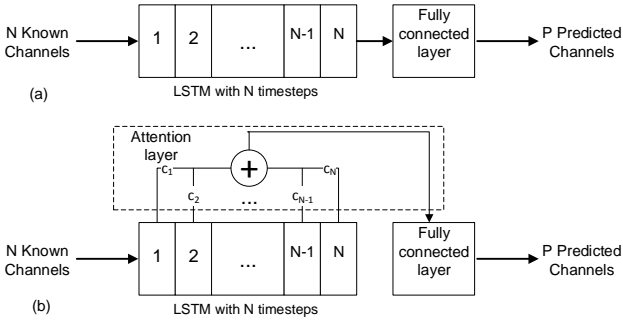 N Known
Channels
1
2
...
N-1
N
Fully
connected
layer
P Predicted
Channels
LSTM with N timesteps
(a)
Attention
layer
+
c1
cN
c2
...
cN-1
N Known
Channels
1
2
...
N-1
N
Fully
connected
layer
P Predicted
Channels
(b)
LSTM with N timesteps